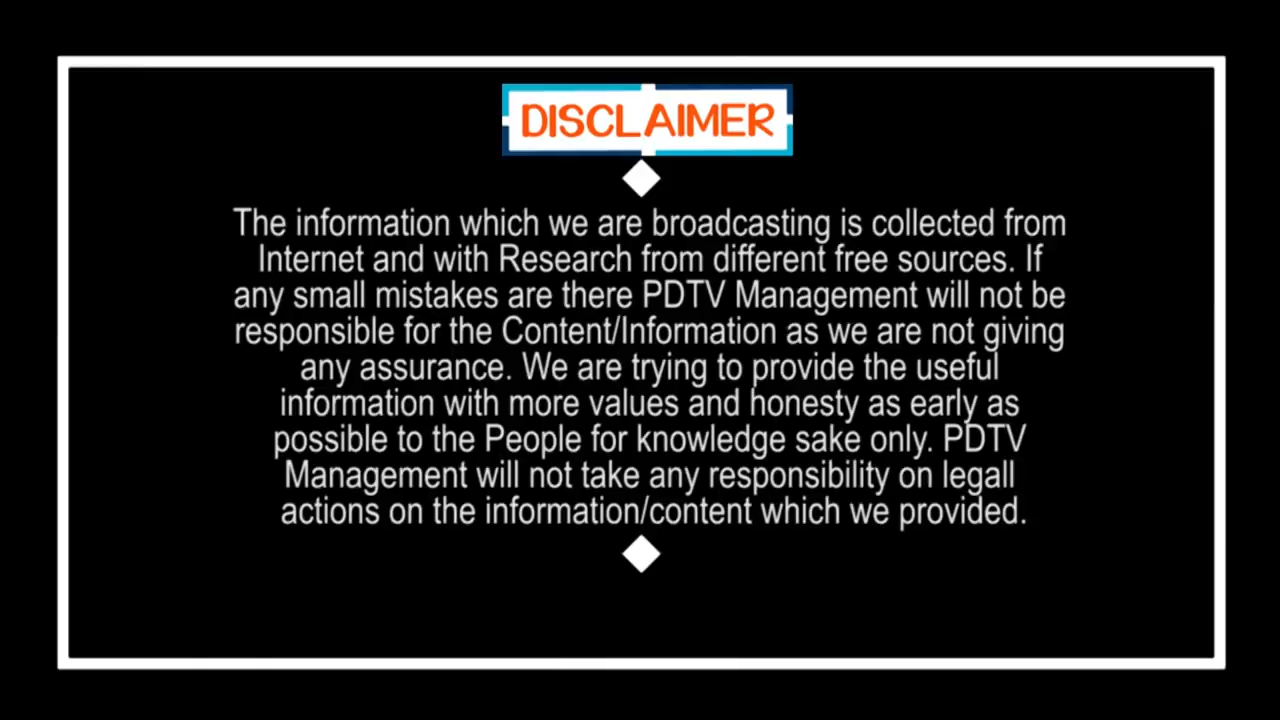 DISCLAIMER
The information which we are broadcasting is collected from
Internet and with Research from different free sources. If
any small mistakes are there PDTV Management will not be
responsible for the Content/Information as we are not giving
any assurance. We are trying to provide the useful
information with more values and honesty as early as
possible to the People for knowledge sake only. PDTV
Management will not take any responsibility on legall
actions on the information/content which we provided.